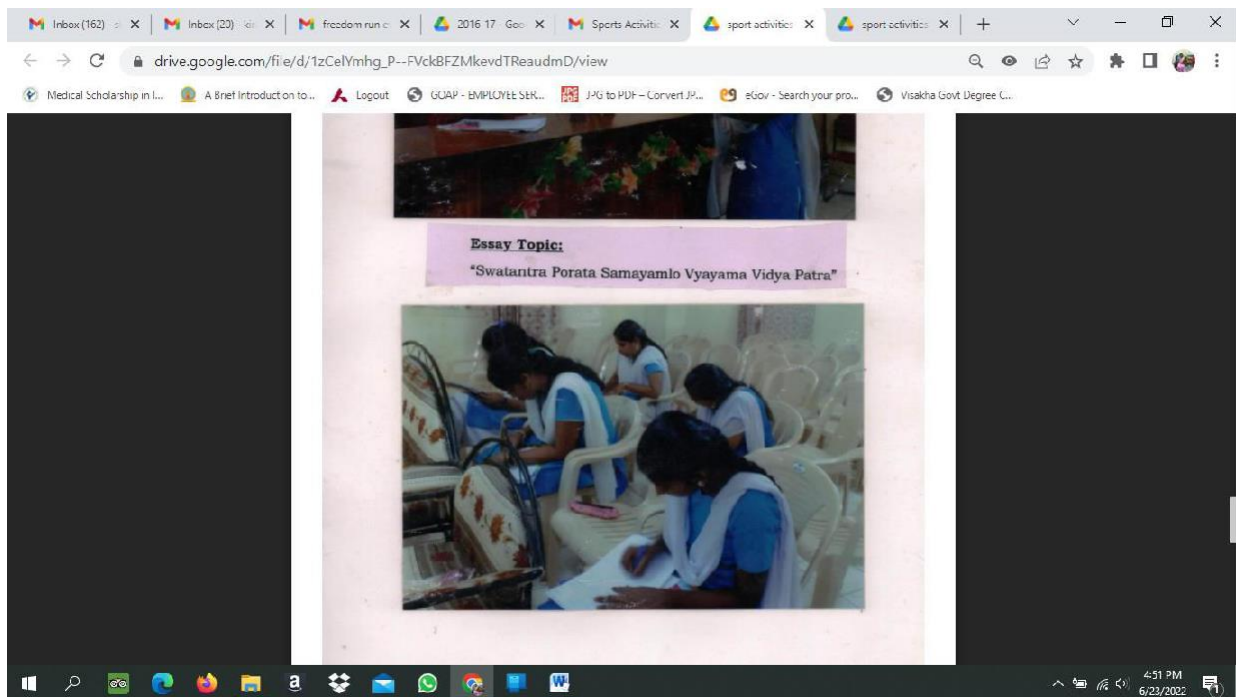 Inbox (162)
Inbox (20)
freedom run
2016 17 Goo
Sports Activitie
sport activities
sport activities
drive.google.com/file/d/1zCelYmhg_P--FVckBFZMkevdTReaudmD/view
Medical Scholarship in I...
A Brief Introduction to...
Logout
GOAP - EMPLOYEE SER...
JPG to PDF – Convert JP...
eGov - Search your pro...
Visakha Govt Degree C...
Essay Topic:
"Swatantra Porata Samayamlo Vyayama Vidya Patra"
4:51 PM
6/23/2022